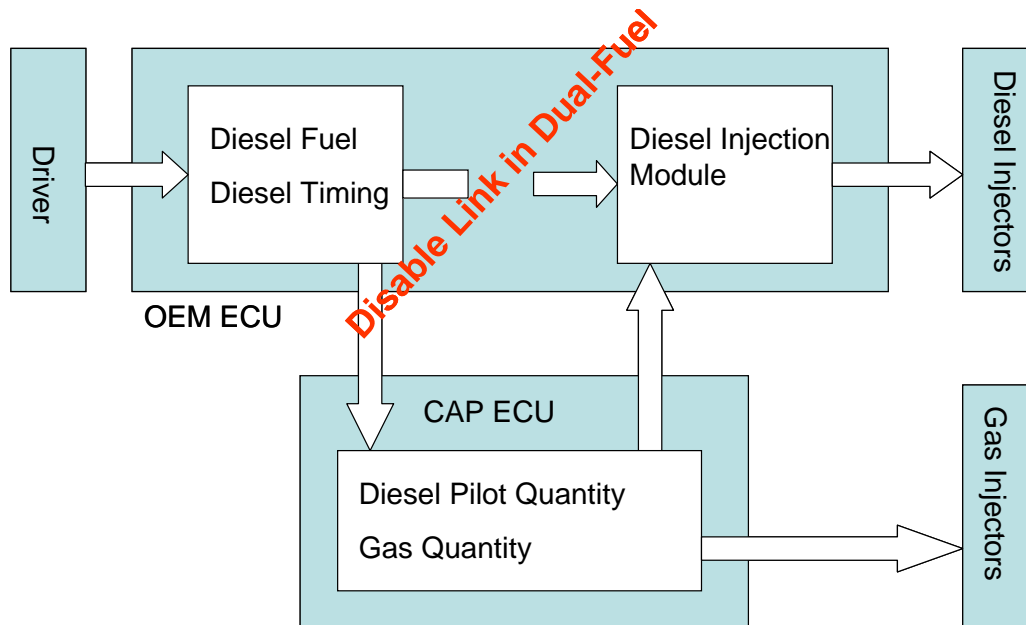 Driver
Diesel Fuel
Diesel Timing
Disable Link in Dual-Fuel
Diesel Injection
Module
Diesel Injectors
OEM ECU
CAP ECU
Diesel Pilot Quantity
Gas Quantity
Gas Injectors